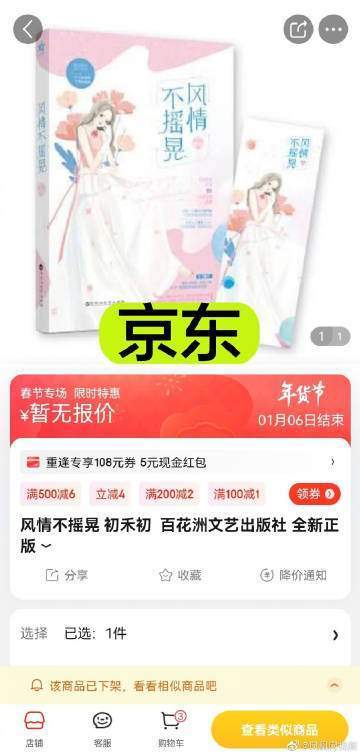 风情不摇晃
风情
不摇晃
风情
不摇晃
京东
1
1
春节专场 限时特惠
年货节
¥暂无报价
01月06日结束
重逢专享108元券 5元现金红包
满500减6
立减4
满200减2
满100减1
领券
风情不摇晃 初禾初 百花洲文艺出版社 全新正
版
分享
收藏
降价通知
选择 已选：1件
该商品已下架，看看相似商品吧
店铺
客服
3
购物车
查看类似商品